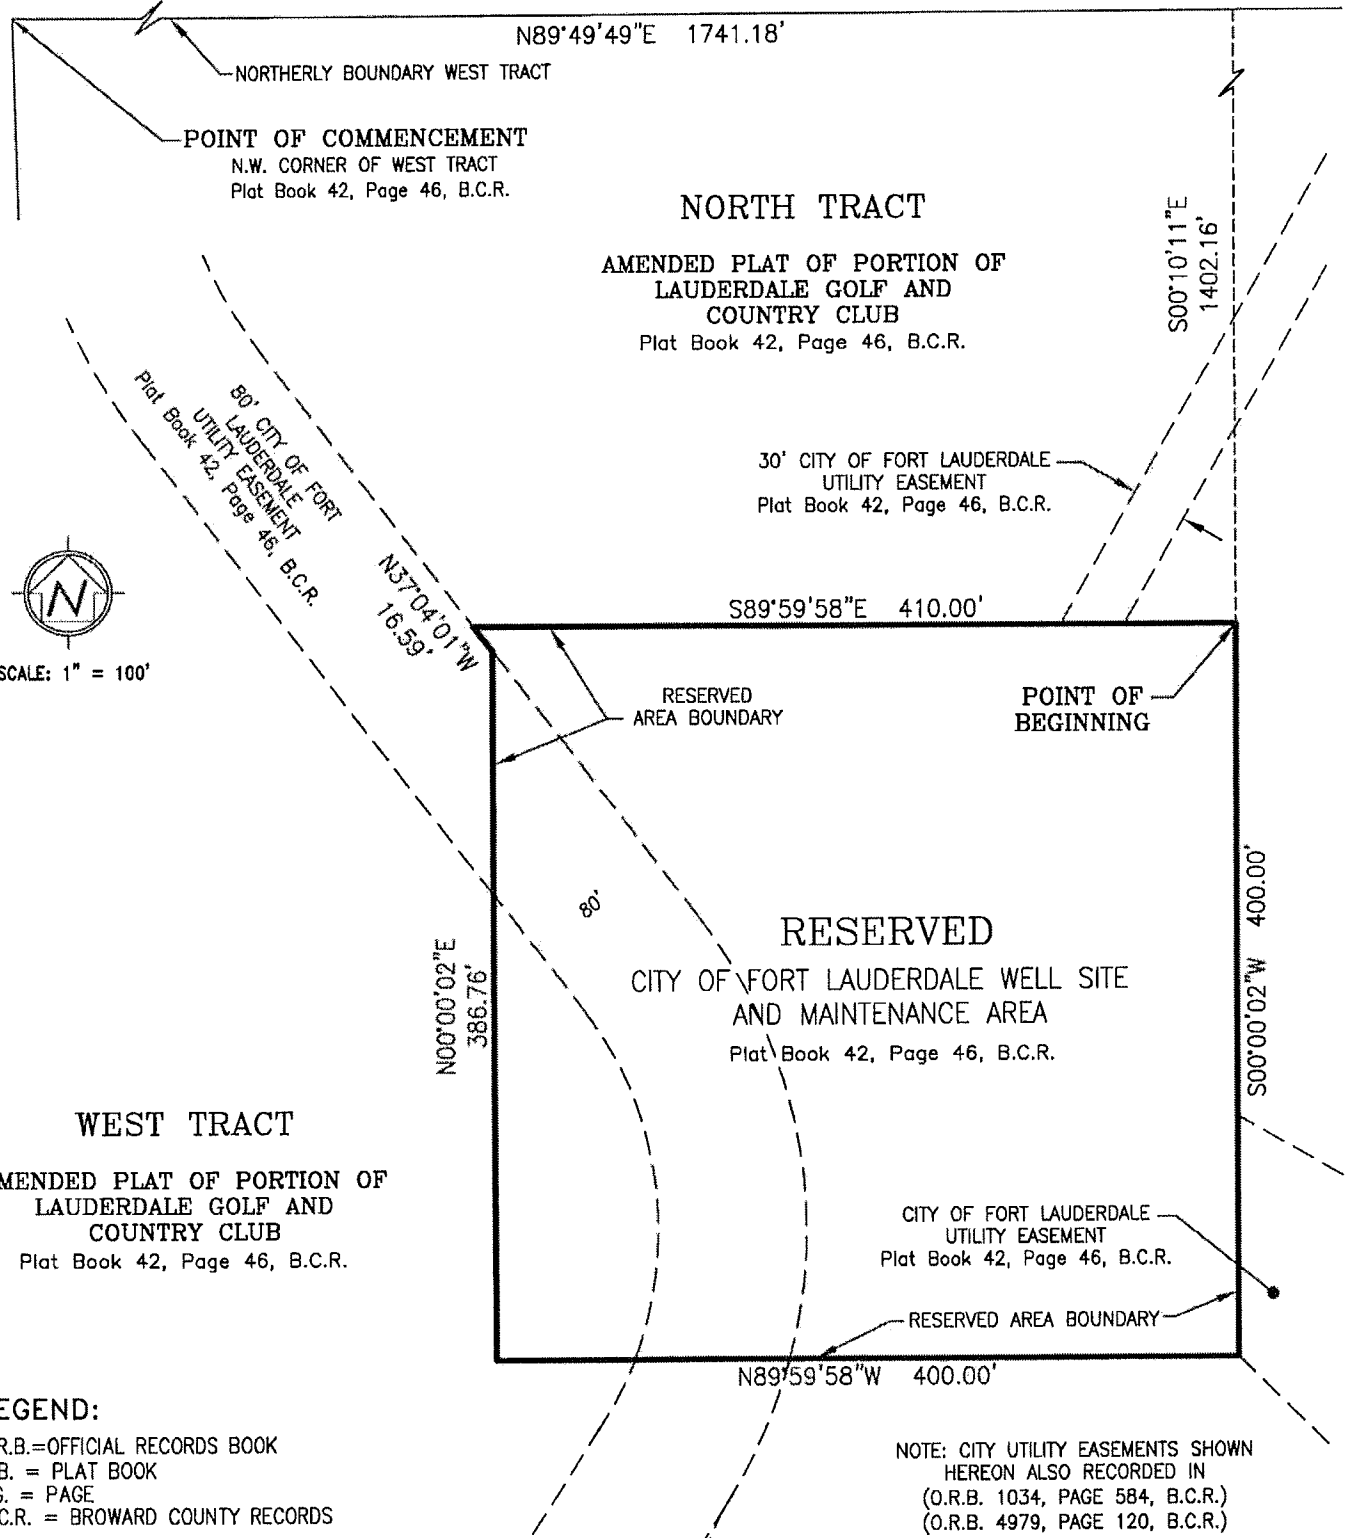 N89°49'49"E 1741.18'
NORTHERLY BOUNDARY WEST TRACT
POINT OF COMMENCEMENT
N.W. CORNER OF WEST TRACT
Plat Book 42, Page 46, B.C.R.
NORTH TRACT
AMENDED PLAT OF PORTION OF
LAUDERDALE GOLF AND
COUNTRY CLUB
Plat Book 42, Page 46, B.C.R.
S00°10'11"E
1402.16'
80' CITY OF FORT
LAUDERDALE
UTILITY EASEMENT
Plat Book 42, Page 46, B.C.R.
30' CITY OF FORT LAUDERDALE
UTILITY EASEMENT
Plat Book 42, Page 46, B.C.R.
N
SCALE: 1" = 100'
N37°04'01"W
16.59'
S89°59'58"E 410.00'
RESERVED
AREA BOUNDARY
POINT OF
BEGINNING
80'
RESERVED
CITY OF FORT LAUDERDALE WELL SITE
AND MAINTENANCE AREA
Plat Book 42, Page 46, B.C.R.
N00°00'02"E
386.76'
S00°00'02"W 400.00'
WEST TRACT
MENDED PLAT OF PORTION OF
LAUDERDALE GOLF AND
COUNTRY CLUB
Plat Book 42, Page 46, B.C.R.
CITY OF FORT LAUDERDALE
UTILITY EASEMENT
Plat Book 42, Page 46, B.C.R.
RESERVED AREA BOUNDARY
N89°59'58"W 400.00'
EGEND:
R.B.=OFFICIAL RECORDS BOOK
B. = PLAT BOOK
G. = PAGE
C.R. = BROWARD COUNTY RECORDS
NOTE: CITY UTILITY EASEMENTS SHOWN
HEREON ALSO RECORDED IN
(O.R.B. 1034, PAGE 584, B.C.R.)
(O.R.B. 4979, PAGE 120, B.C.R.)